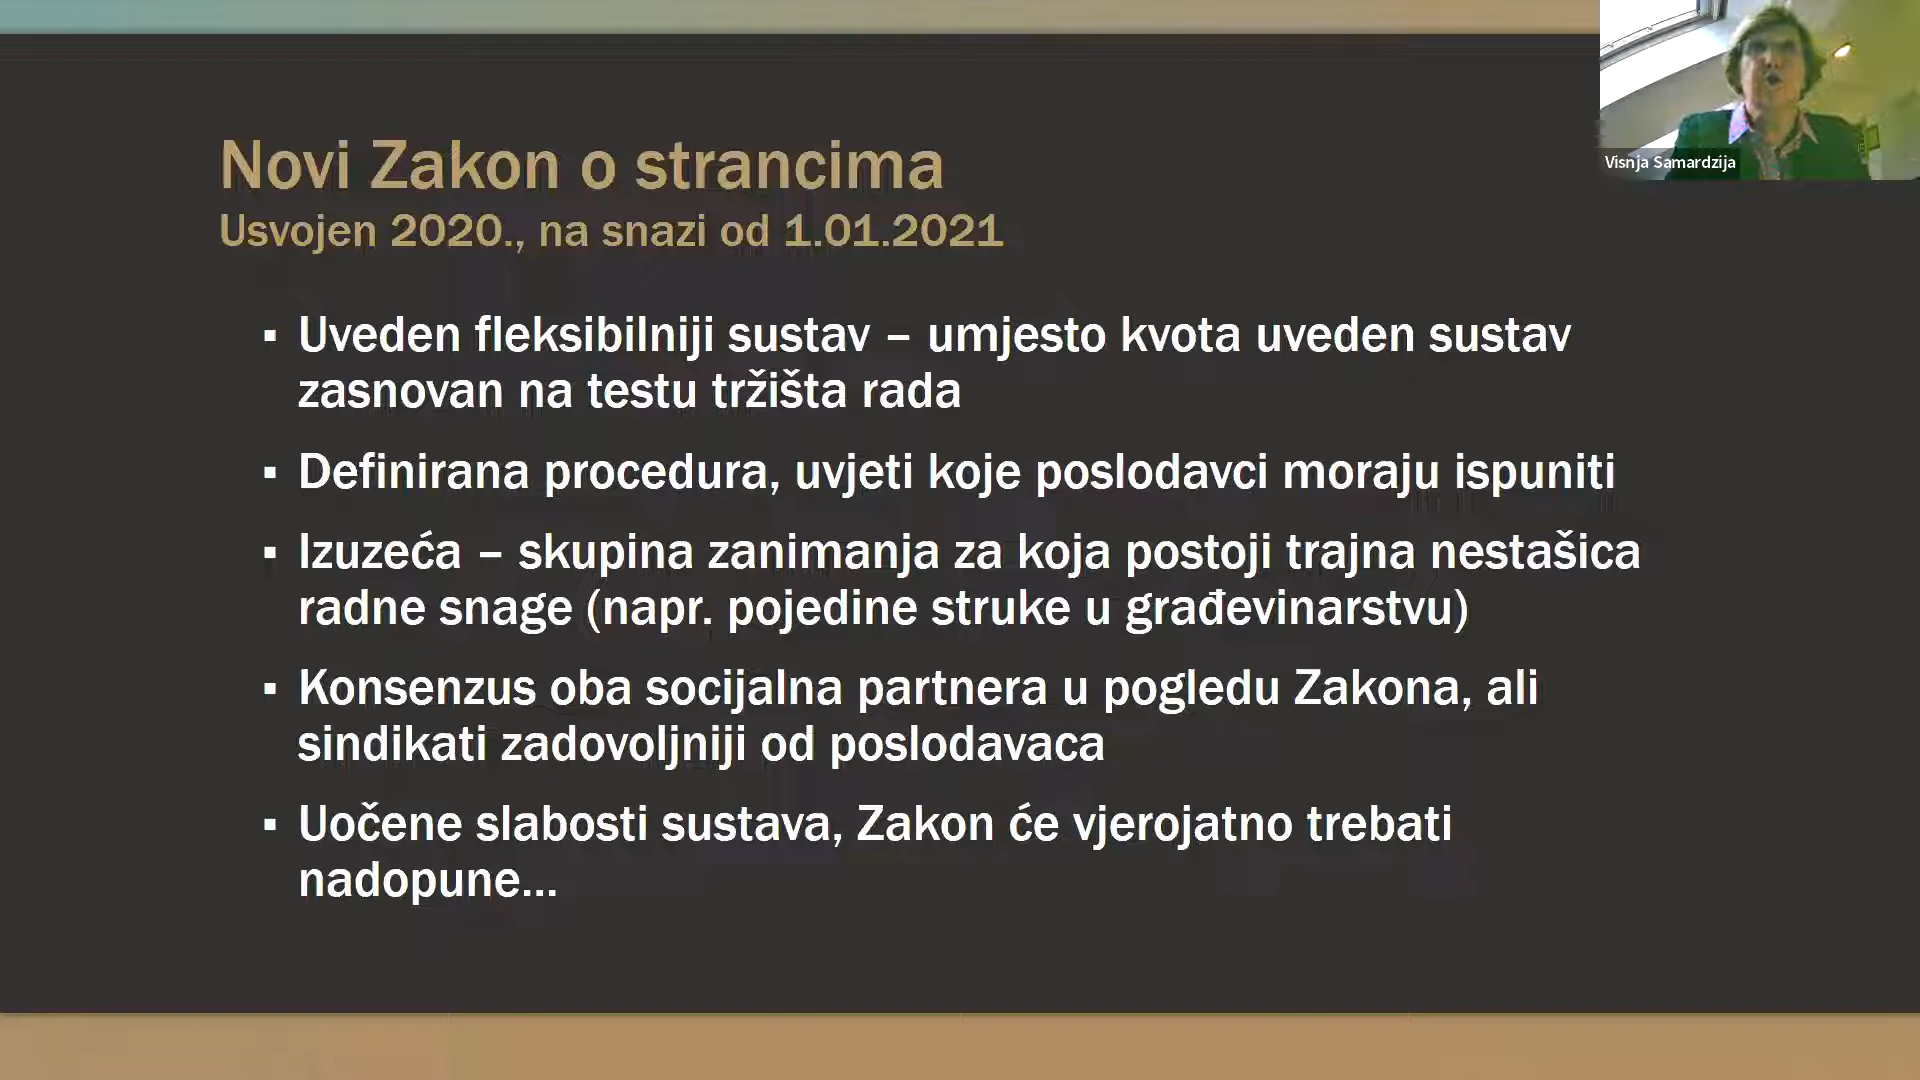 Novi Zakon o strancima
Usvojen 2020., na snazi od 1.01.2021
▪ Uveden fleksibilniji sustav – umjesto kvota uveden sustav
zasnovan na testu tržišta rada
▪ Definirana procedura, uvjeti koje poslodavci moraju ispuniti
▪ Izuzeća – skupina zanimanja za koja postoji trajna nestašica
radne snage (napr. pojedine struke u građevinarstvu)
▪ Konsenzus oba socijalna partnera u pogledu Zakona, ali
sindikati zadovoljniji od poslodavaca
▪ Uočene slabosti sustava, Zakon će vjerojatno trebati
nadopune...
Visnja Samardzija